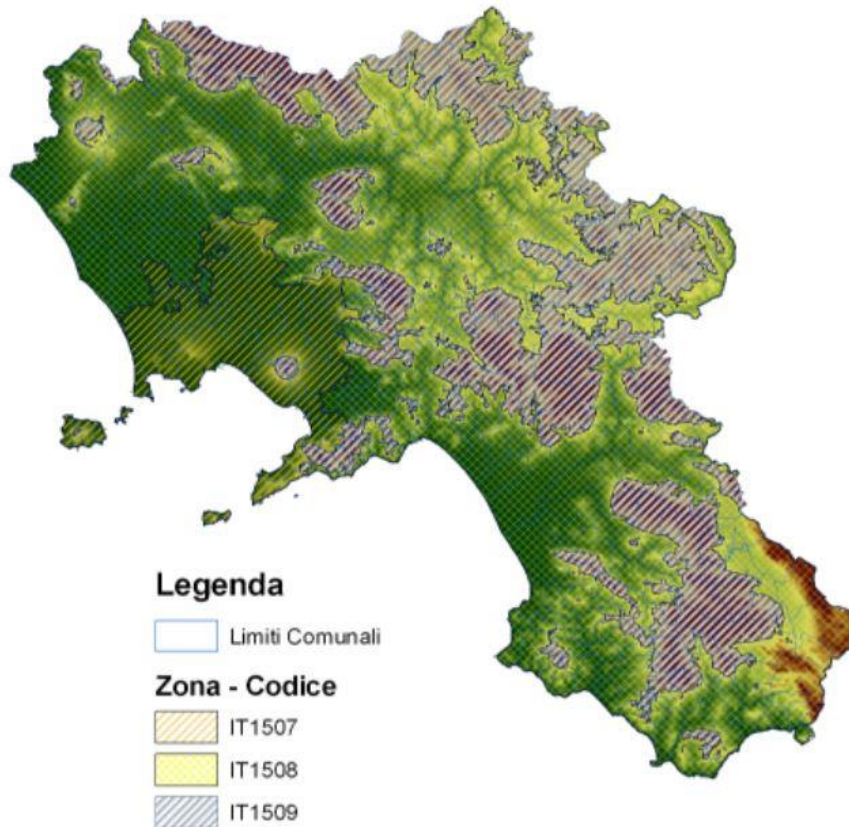 Legenda
Limiti Comunali
Zona - Codice
IT1507
IT1508
IT1509